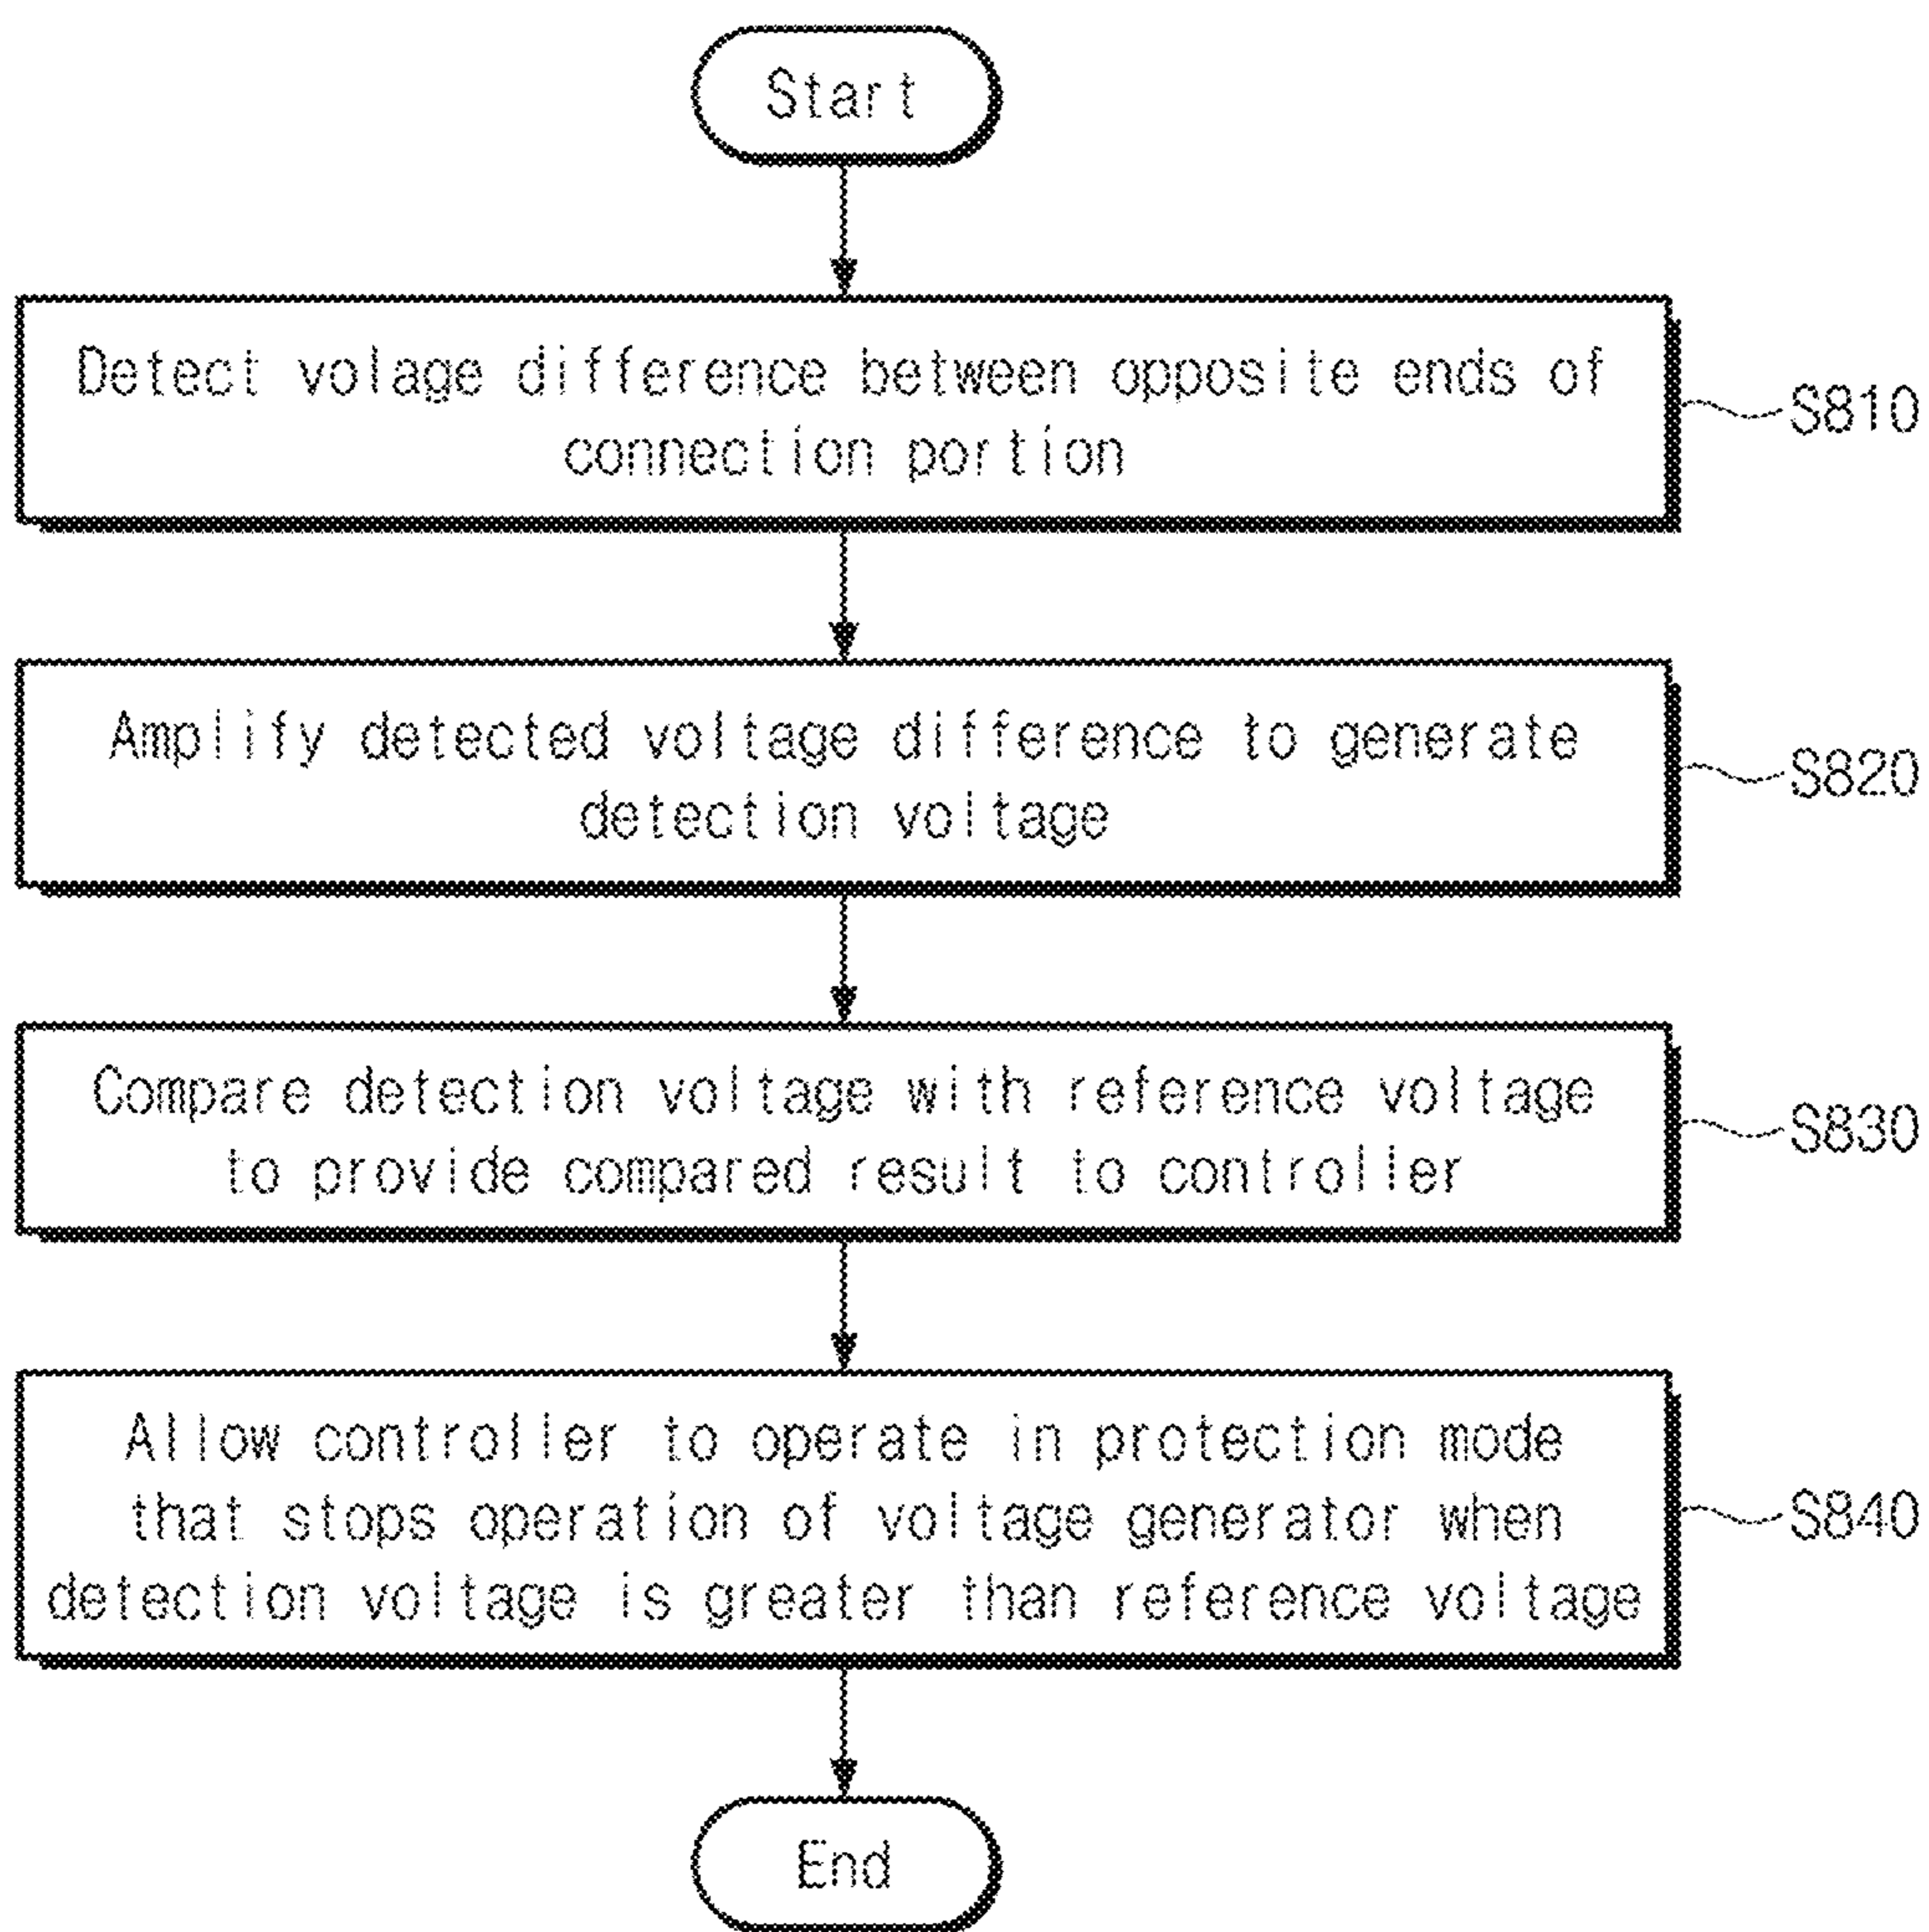 Start
Detect volage difference between opposite ends of
connection portion
S810
Amplify detected voltage difference to generate
detection voltage
S820
Compare detection voltage with reference voltage
to provide compared result to controller
S830
Allow controller to operate in protection mode
that stops operation of voltage generator when
detection voltage is greater than reference voltage
S840
End